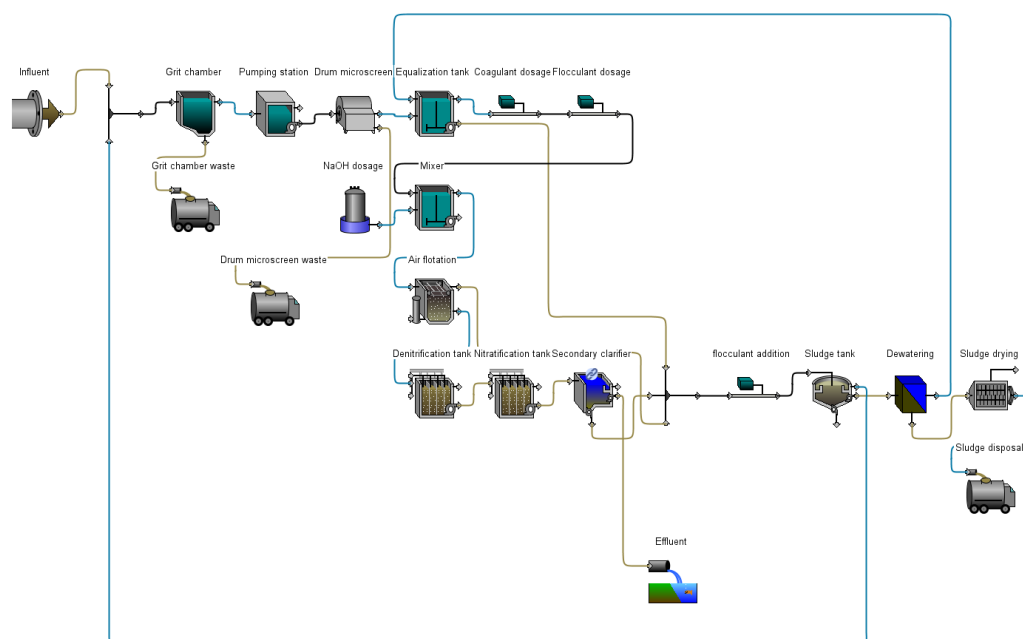 Influent
Grit chamber
Pumping station
Drum microscreen
Equalization tank
Coagulant dosage
Flocculant dosage
Grit chamber waste
NaOH dosage
Mixer
Drum microscreen waste
Air flotation
Denitrification tank
Nitratification tank
Secondary clarifier
flocculant addition
Sludge tank
Dewatering
Sludge drying
Sludge disposal
Effluent